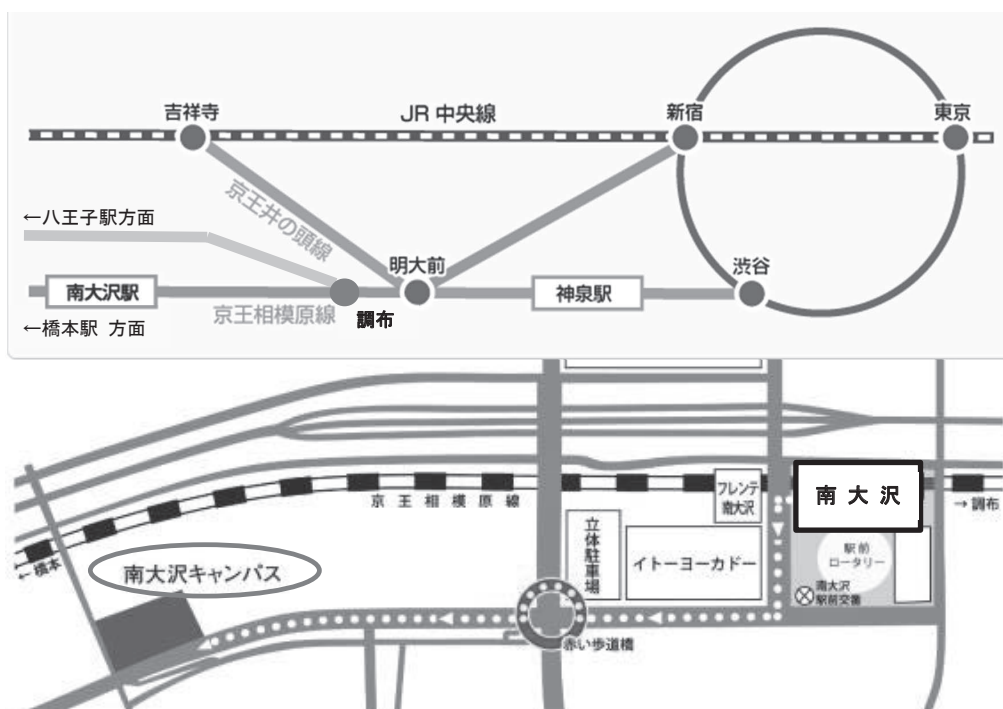 吉祥寺
JR 中央線
新宿
東京
京王井の頭線
←八王子駅方面
明大前
渋谷
南大沢駅
神泉駅
京王相模原線
調布
←橋本駅 方面
京王相模原線
フレンテ
南大沢
南 大 沢
→調布
←橋本
南大沢キャンパス
立体駐車場
イトーヨーカドー
駅前
ロータリー
南大沢
駅前交番
赤い歩道橋